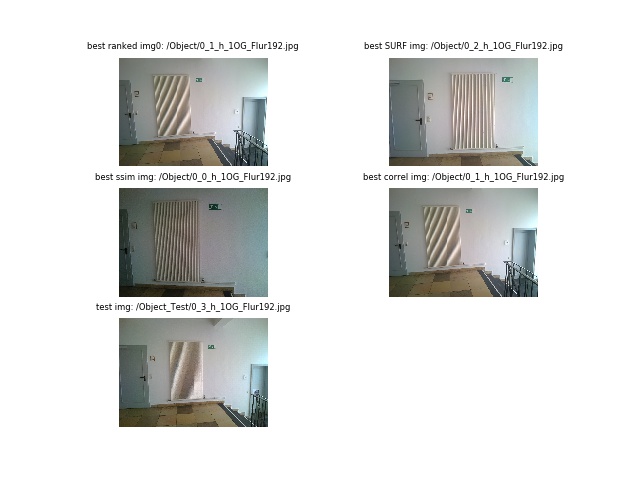 best ranked img0: /Object/0_1_h_1OG_Flur192.jpg
best SURF img: /Object/0_2_h_1OG_Flur192.jpg
best ssim img: /Object/0_0_h_1OG_Flur192.jpg
best correl img: /Object/0_1_h_1OG_Flur192.jpg
test img: /Object_Test/0_3_h_1OG_Flur192.jpg